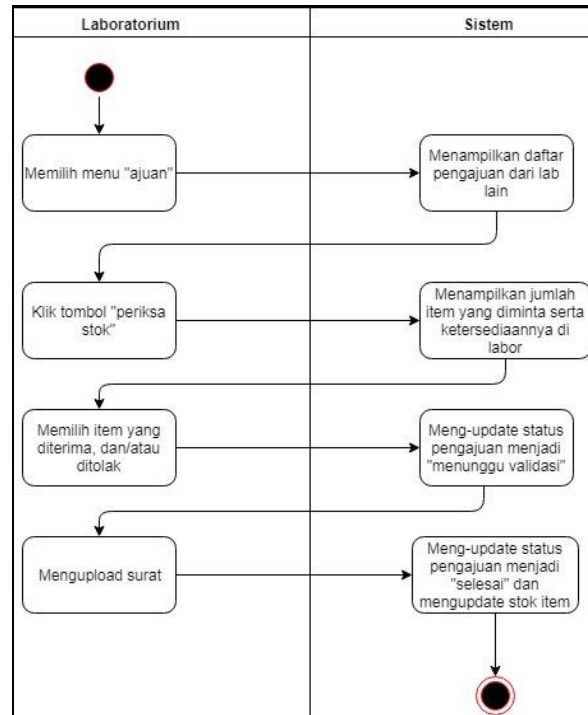 Laboratorium
Sistem
Memilih menu "ajuan"
Menampilkan daftar
pengajuan dari lab
lain
Klik tombol "periksa
stok"
Menampilkan jumlah
item yang diminta serta
ketersediaannya di
labor
Memilih item yang
diterima, dan/atau
ditolak
Meng-update status
pengajuan menjadi
"menunggu validasi"
Mengupload surat
Meng-update status
pengajuan menjadi
"selesai" dan
mengupdate stok item